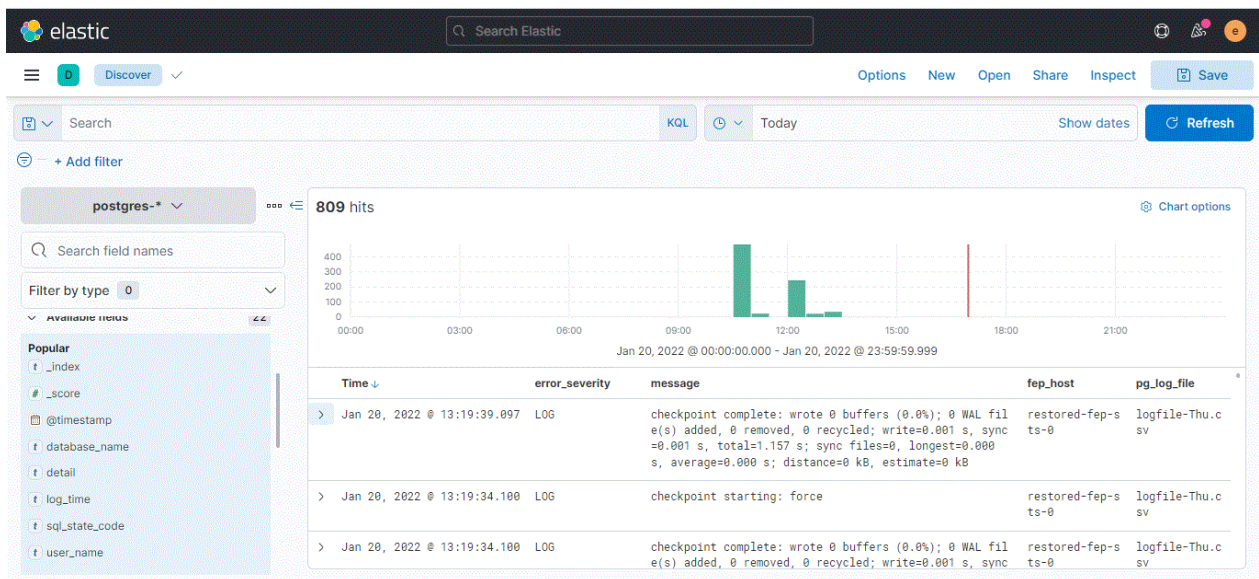 elastic
Search Elastic
e
D Discover
Options New Open Share Inspect Save
Search KQL Today Show dates Refresh
+ Add filter
postgres-*
809 hits
Chart options
Search field names
Filter by type 0
Available fields 22
Popular
t _index
# _score
@timestamp
t database_name
t detail
t log_time
t sql_state_code
t user_name
400
300
200
100
0
00:00 03:00 06:00 09:00 12:00 15:00 18:00 21:00
Jan 20, 2022 @ 00:00:00.000 - Jan 20, 2022 @ 23:59:59.999
Time error_severity message fep_host pg_log_file
Jan 20, 2022 @ 13:19:39.097 LOG checkpoint complete: wrote 0 buffers (0.0%); 0 WAL fil restored-fep-s logfile-Thu.c
e(s) added, 0 removed, 0 recycled; write=0.001 s, sync ts-0 sv
=0.001 s, total=1.157 s; sync files=0, longest=0.000
s, average=0.000 s; distance=0 kB, estimate=0 kB
Jan 20, 2022 @ 13:19:34.100 LOG checkpoint starting: force restored-fep-s logfile-Thu.c
ts-0 sv
Jan 20, 2022 @ 13:19:34.100 LOG checkpoint complete: wrote 0 buffers (0.0%); 0 WAL fil restored-fep-s logfile-Thu.c
e(s) added, 0 removed, 0 recycled; write=0.001 s, sync ts-0 sv